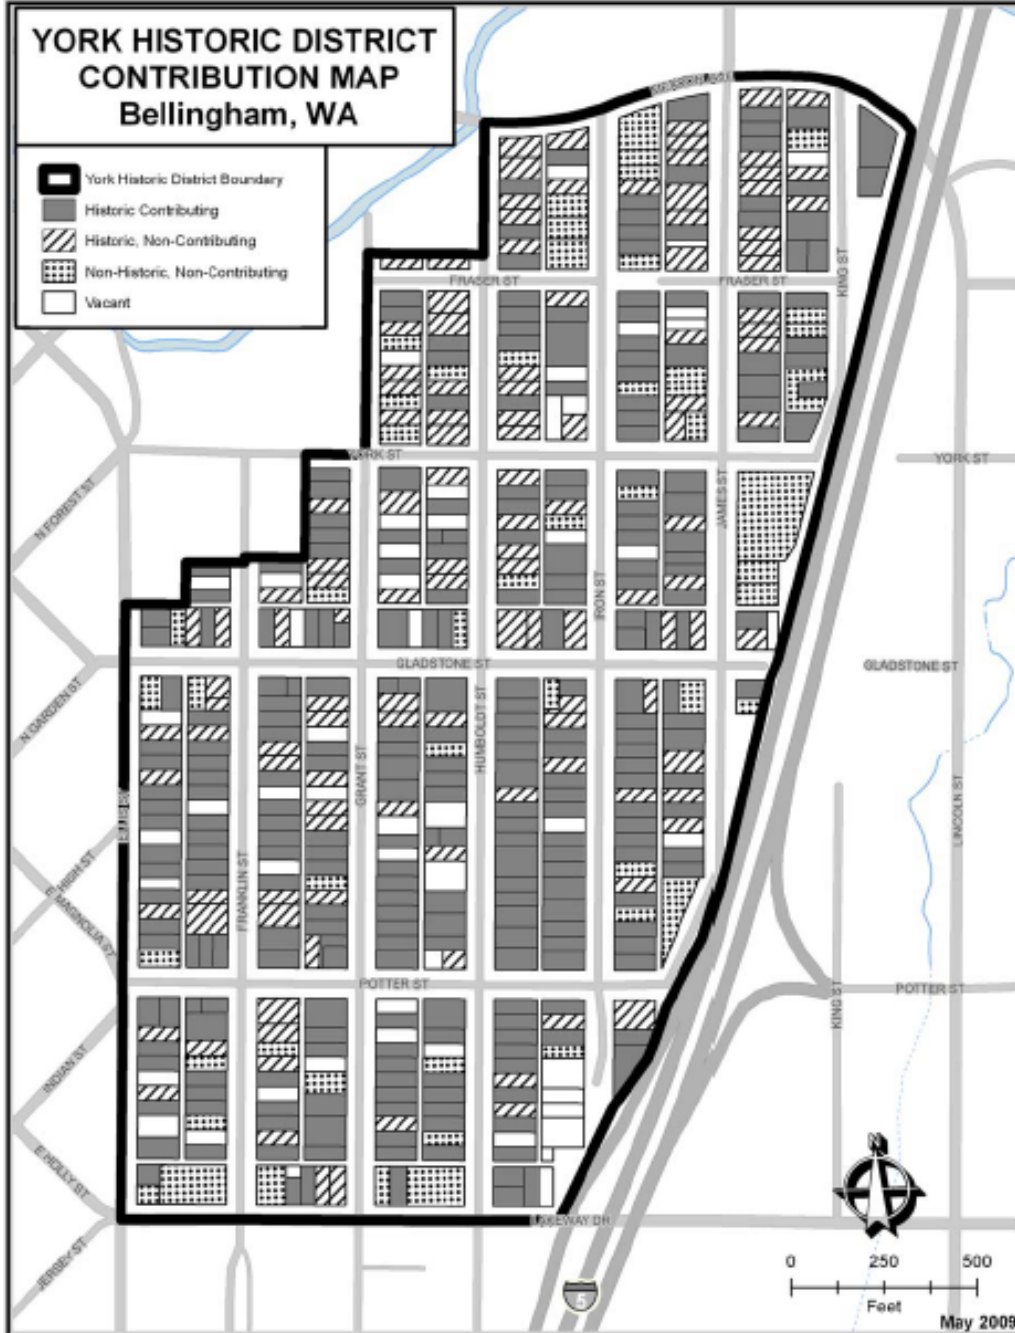 YORK HISTORIC DISTRICT
CONTRIBUTION MAP
Bellingham, WA
York Historic District Boundary
Historic Contributing
Historic, Non-Contributing
Non-Historic, Non-Contributing
Vacant
FRASER ST
FRASER ST
KING ST
YORK ST
YORK ST
N FOREST ST
JAMES ST
IRON ST
GLADSTONE ST
GLADSTONE ST
N GARDEN ST
HUMBOLDT ST
GRANT ST
ELLIS ST
LINCOLN ST
E HIGH ST
FRANKLIN ST
E MAGNOLIA ST
POTTER ST
POTTER ST
KING ST
INDIAN ST
E HOLLY ST
LAKEWAY DR
JERSEY ST
N
0 250 500
Feet
5
May 2009